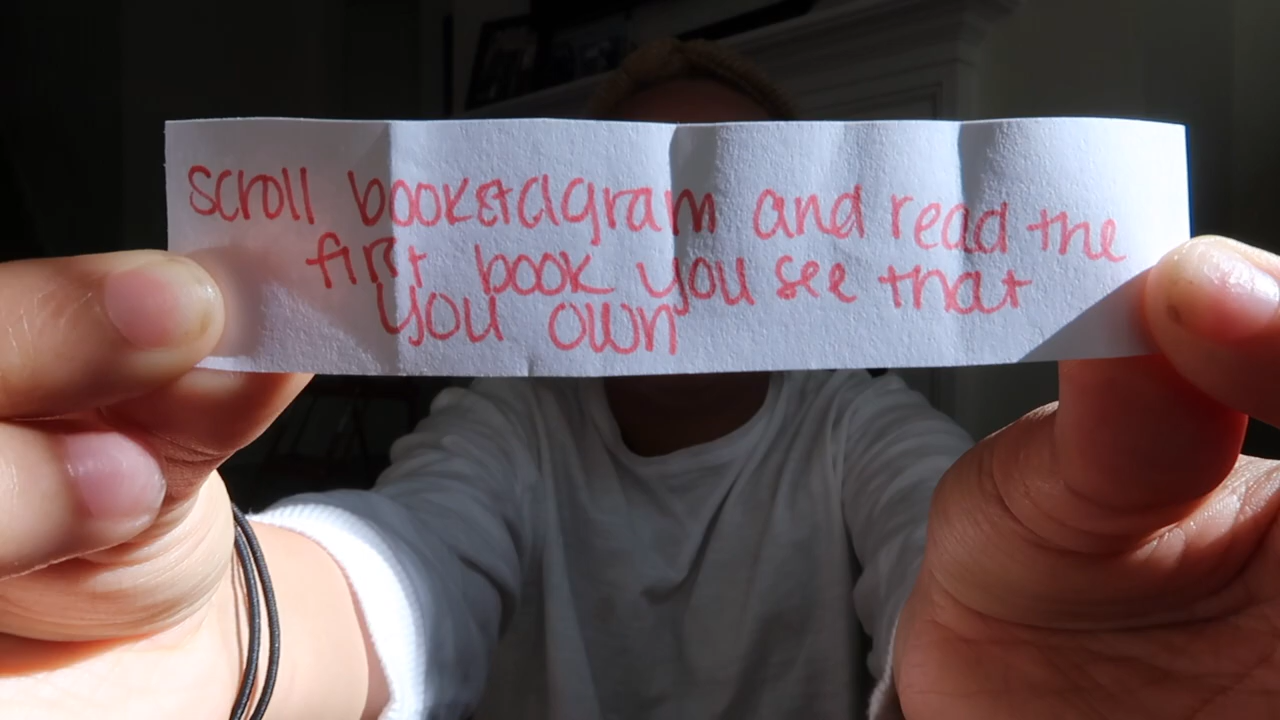 scroll bookstagram and read the
first book you see that
you own